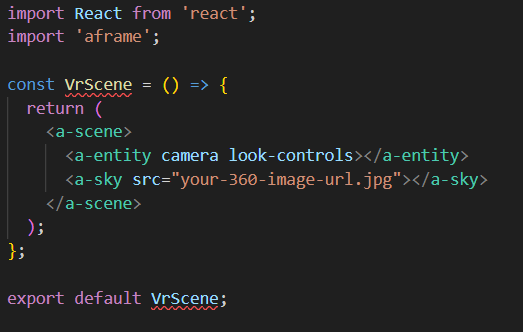 import React from 'react';
import 'aframe';
const VrScene = () => {
return (
<a-scene>
<a-entity camera look-controls></a-entity>
<a-sky src="your-360-image-url.jpg"></a-sky>
</a-scene>
);
};
export default VrScene;